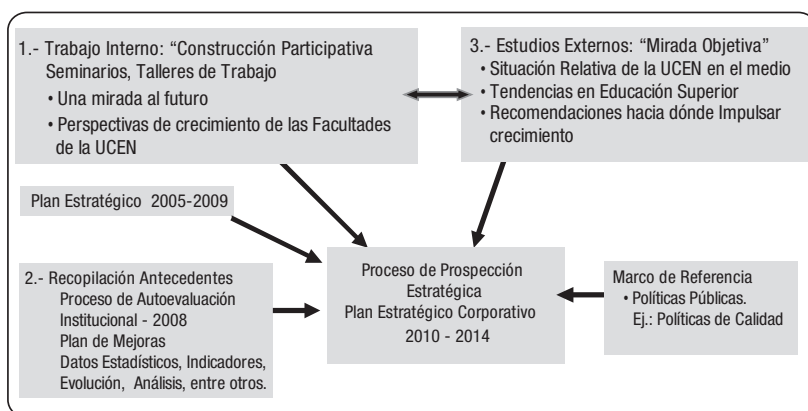 1.- Trabajo Interno: “Construcción Participativa
Seminarios, Talleres de Trabajo
• Una mirada al futuro
• Perspectivas de crecimiento de las Facultades
de la UCEN
3.- Estudios Externos: “Mirada Objetiva”
• Situación Relativa de la UCEN en el medio
• Tendencias en Educación Superior
• Recomendaciones hacia dónde Impulsar
crecimiento
Plan Estratégico 2005-2009
2.- Recopilación Antecedentes
Proceso de Autoevaluación
Institucional - 2008
Plan de Mejoras
Datos Estadísticos, Indicadores,
Evolución, Análisis, entre otros.
Proceso de Prospección
Estratégica
Plan Estratégico Corporativo
2010 - 2014
Marco de Referencia
• Políticas Públicas.
Ej.: Políticas de Calidad